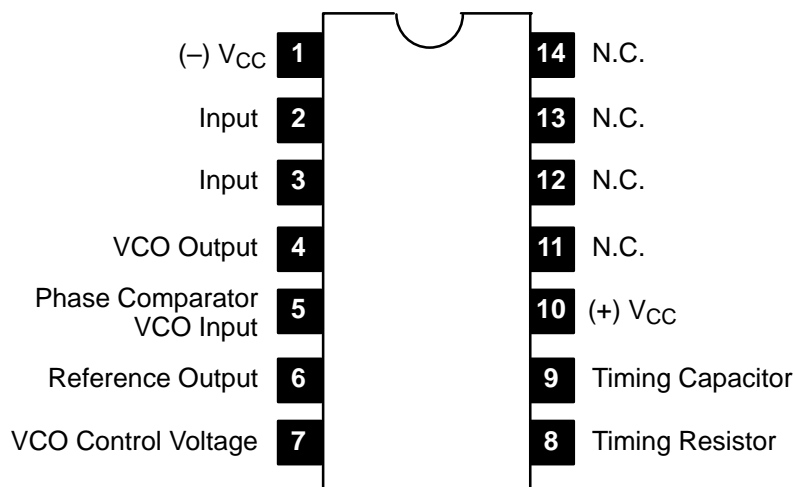 (–) VCC 1
14 N.C.
Input 2
13 N.C.
Input 3
12 N.C.
VCO Output 4
11 N.C.
Phase Comparator
VCO Input 5
10 (+) VCC
Reference Output 6
9 Timing Capacitor
VCO Control Voltage 7
8 Timing Resistor